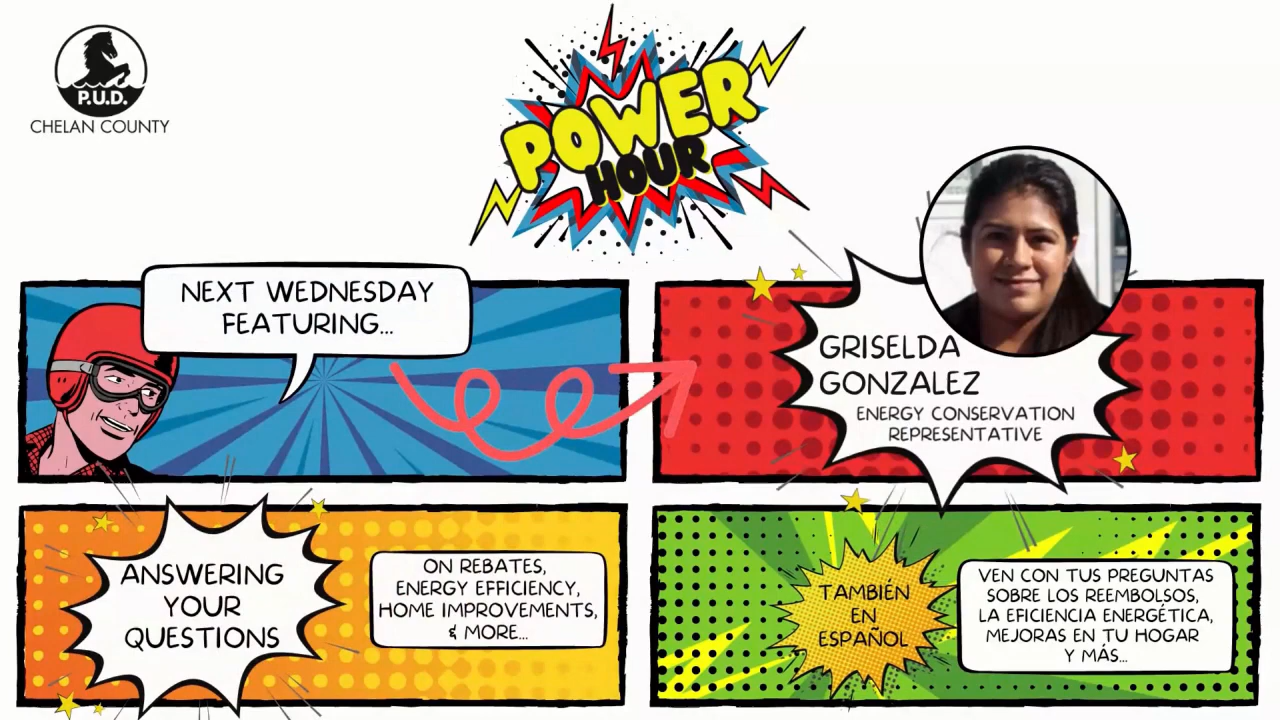 P.U.D.
CHELAN COUNTY
POWER
HOUR
NEXT WEDNESDAY
FEATURING...
GRISELDA
GONZALEZ
ENERGY CONSERVATION
REPRESENTATIVE
ANSWERING
YOUR
QUESTIONS
ON REBATES,
ENERGY EFFICIENCY,
HOME IMPROVEMENTS,
& MORE...
TAMBIÉN
EN
ESPAÑOL
VEN CON TUS PREGUNTAS
SOBRE LOS REEMBOLSOS,
LA EFICIENCIA ENERGÉTICA,
MEJORAS EN TU HOGAR
Y MÁS...